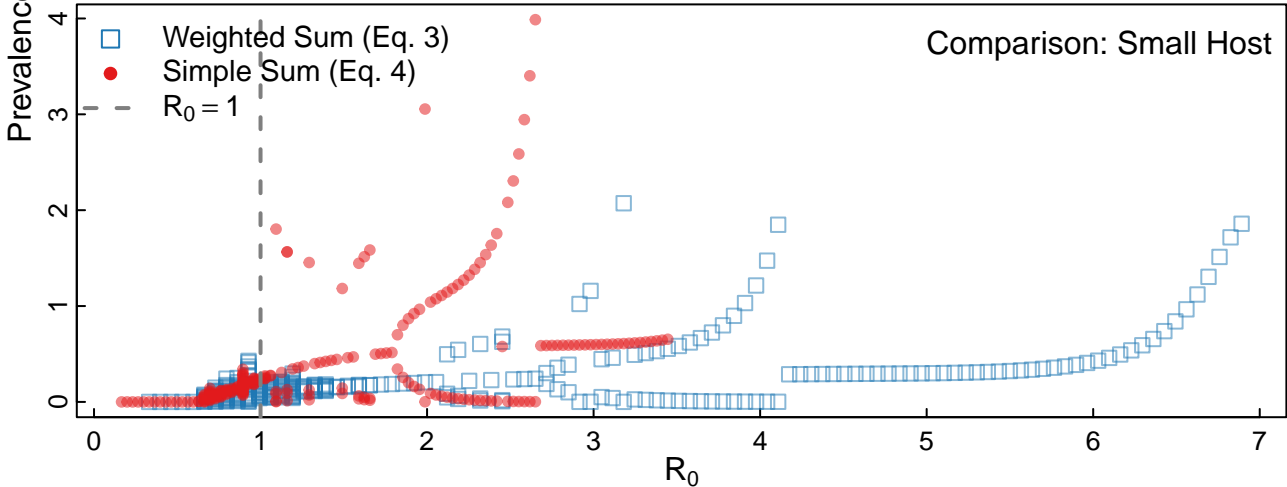 Prevalenc
4
3
2
1
0
Weighted Sum (Eq. 3)
Simple Sum (Eq. 4)
R₀ = 1
Comparison: Small Host
0 1 2 3 4 5 6 7
R₀